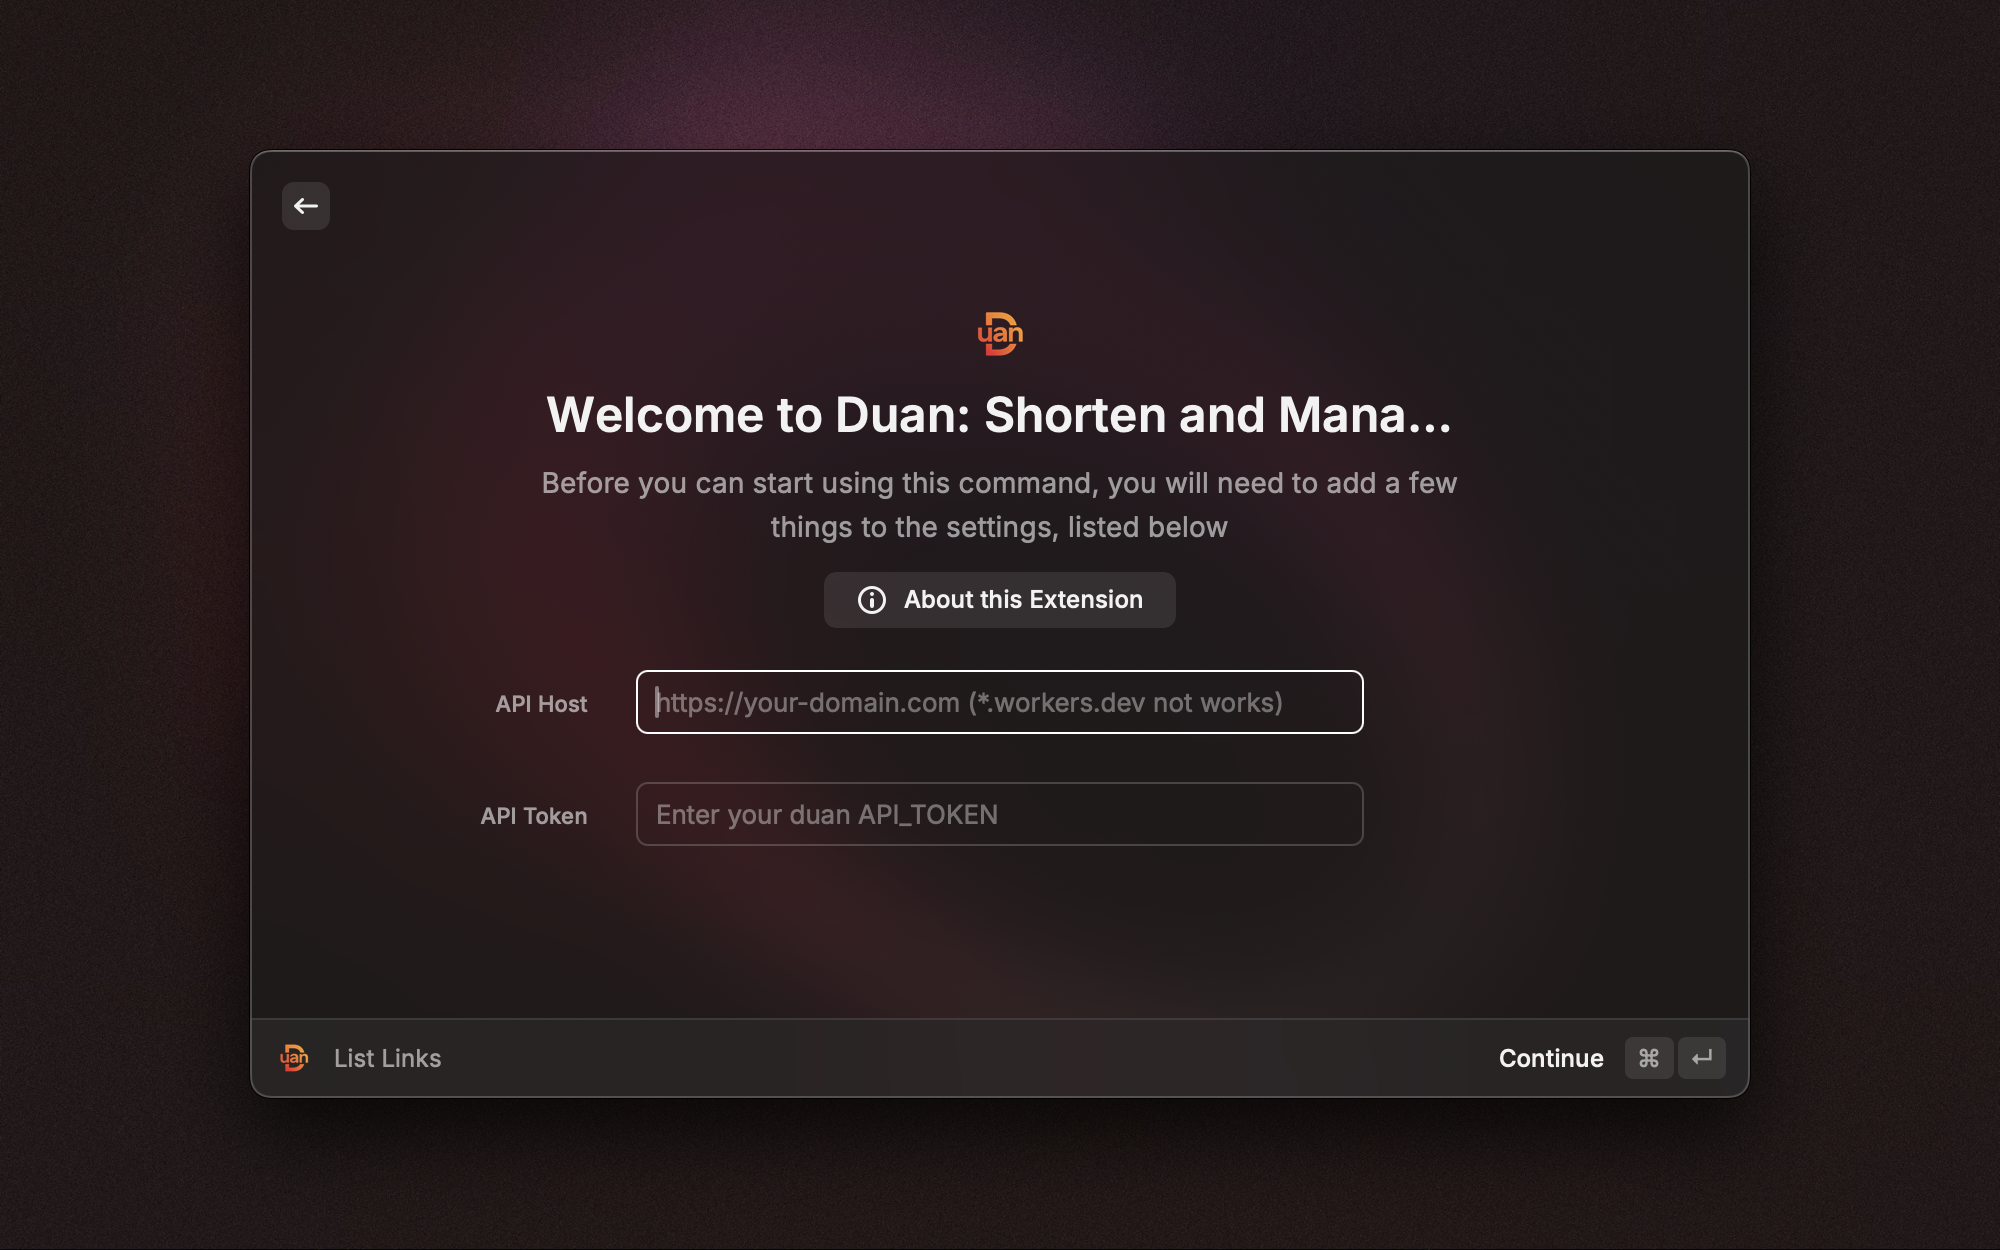 Duan
Welcome to Duan: Shorten and Mana...
Before you can start using this command, you will need to add a few
things to the settings, listed below
About this Extension
API Host
https://your-domain.com (*.workers.dev not works)
API Token
Enter your duan API_TOKEN
Duan
List Links
Continue ⌘ ↵